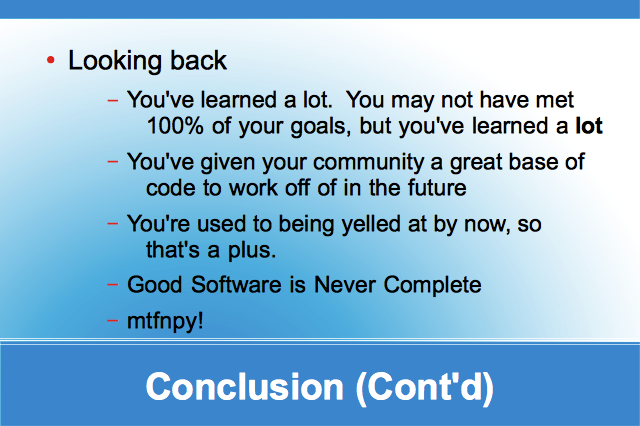 • Looking back
– You've learned a lot.  You may not have met
100% of your goals, but you've learned a lot
– You've given your community a great base of
code to work off of in the future
– You're used to being yelled at by now, so
that's a plus.
– Good Software is Never Complete
– mtfnpy!
Conclusion (Cont'd)